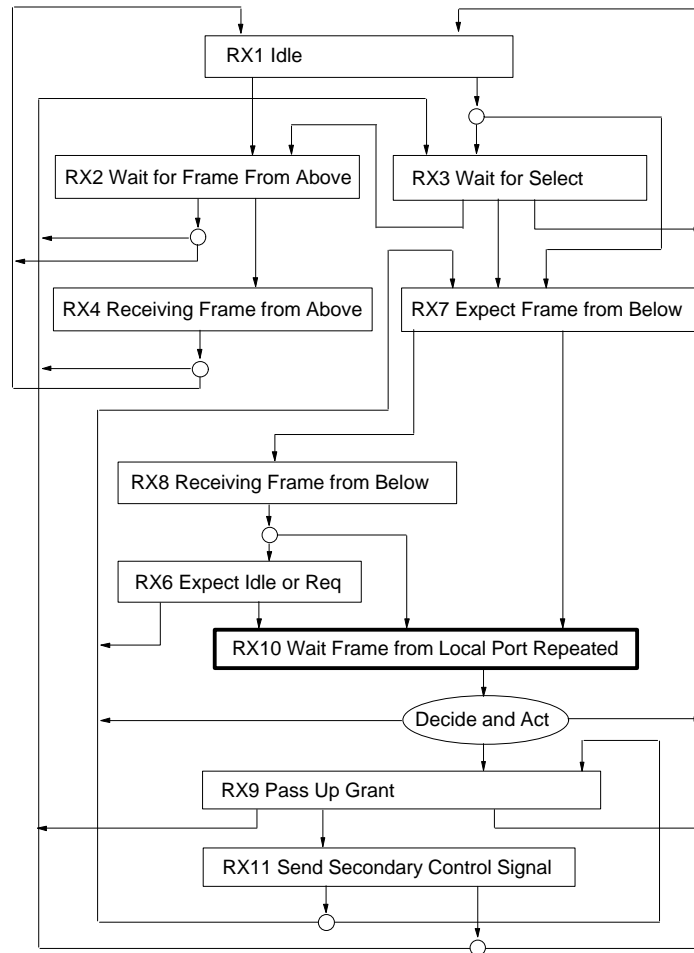 RX1 Idle
RX2 Wait for Frame From Above
RX3 Wait for Select
RX4 Receiving Frame from Above
RX7 Expect Frame from Below
RX8 Receiving Frame from Below
RX6 Expect Idle or Req
RX10 Wait Frame from Local Port Repeated
Decide and Act
RX9 Pass Up Grant
RX11 Send Secondary Control Signal